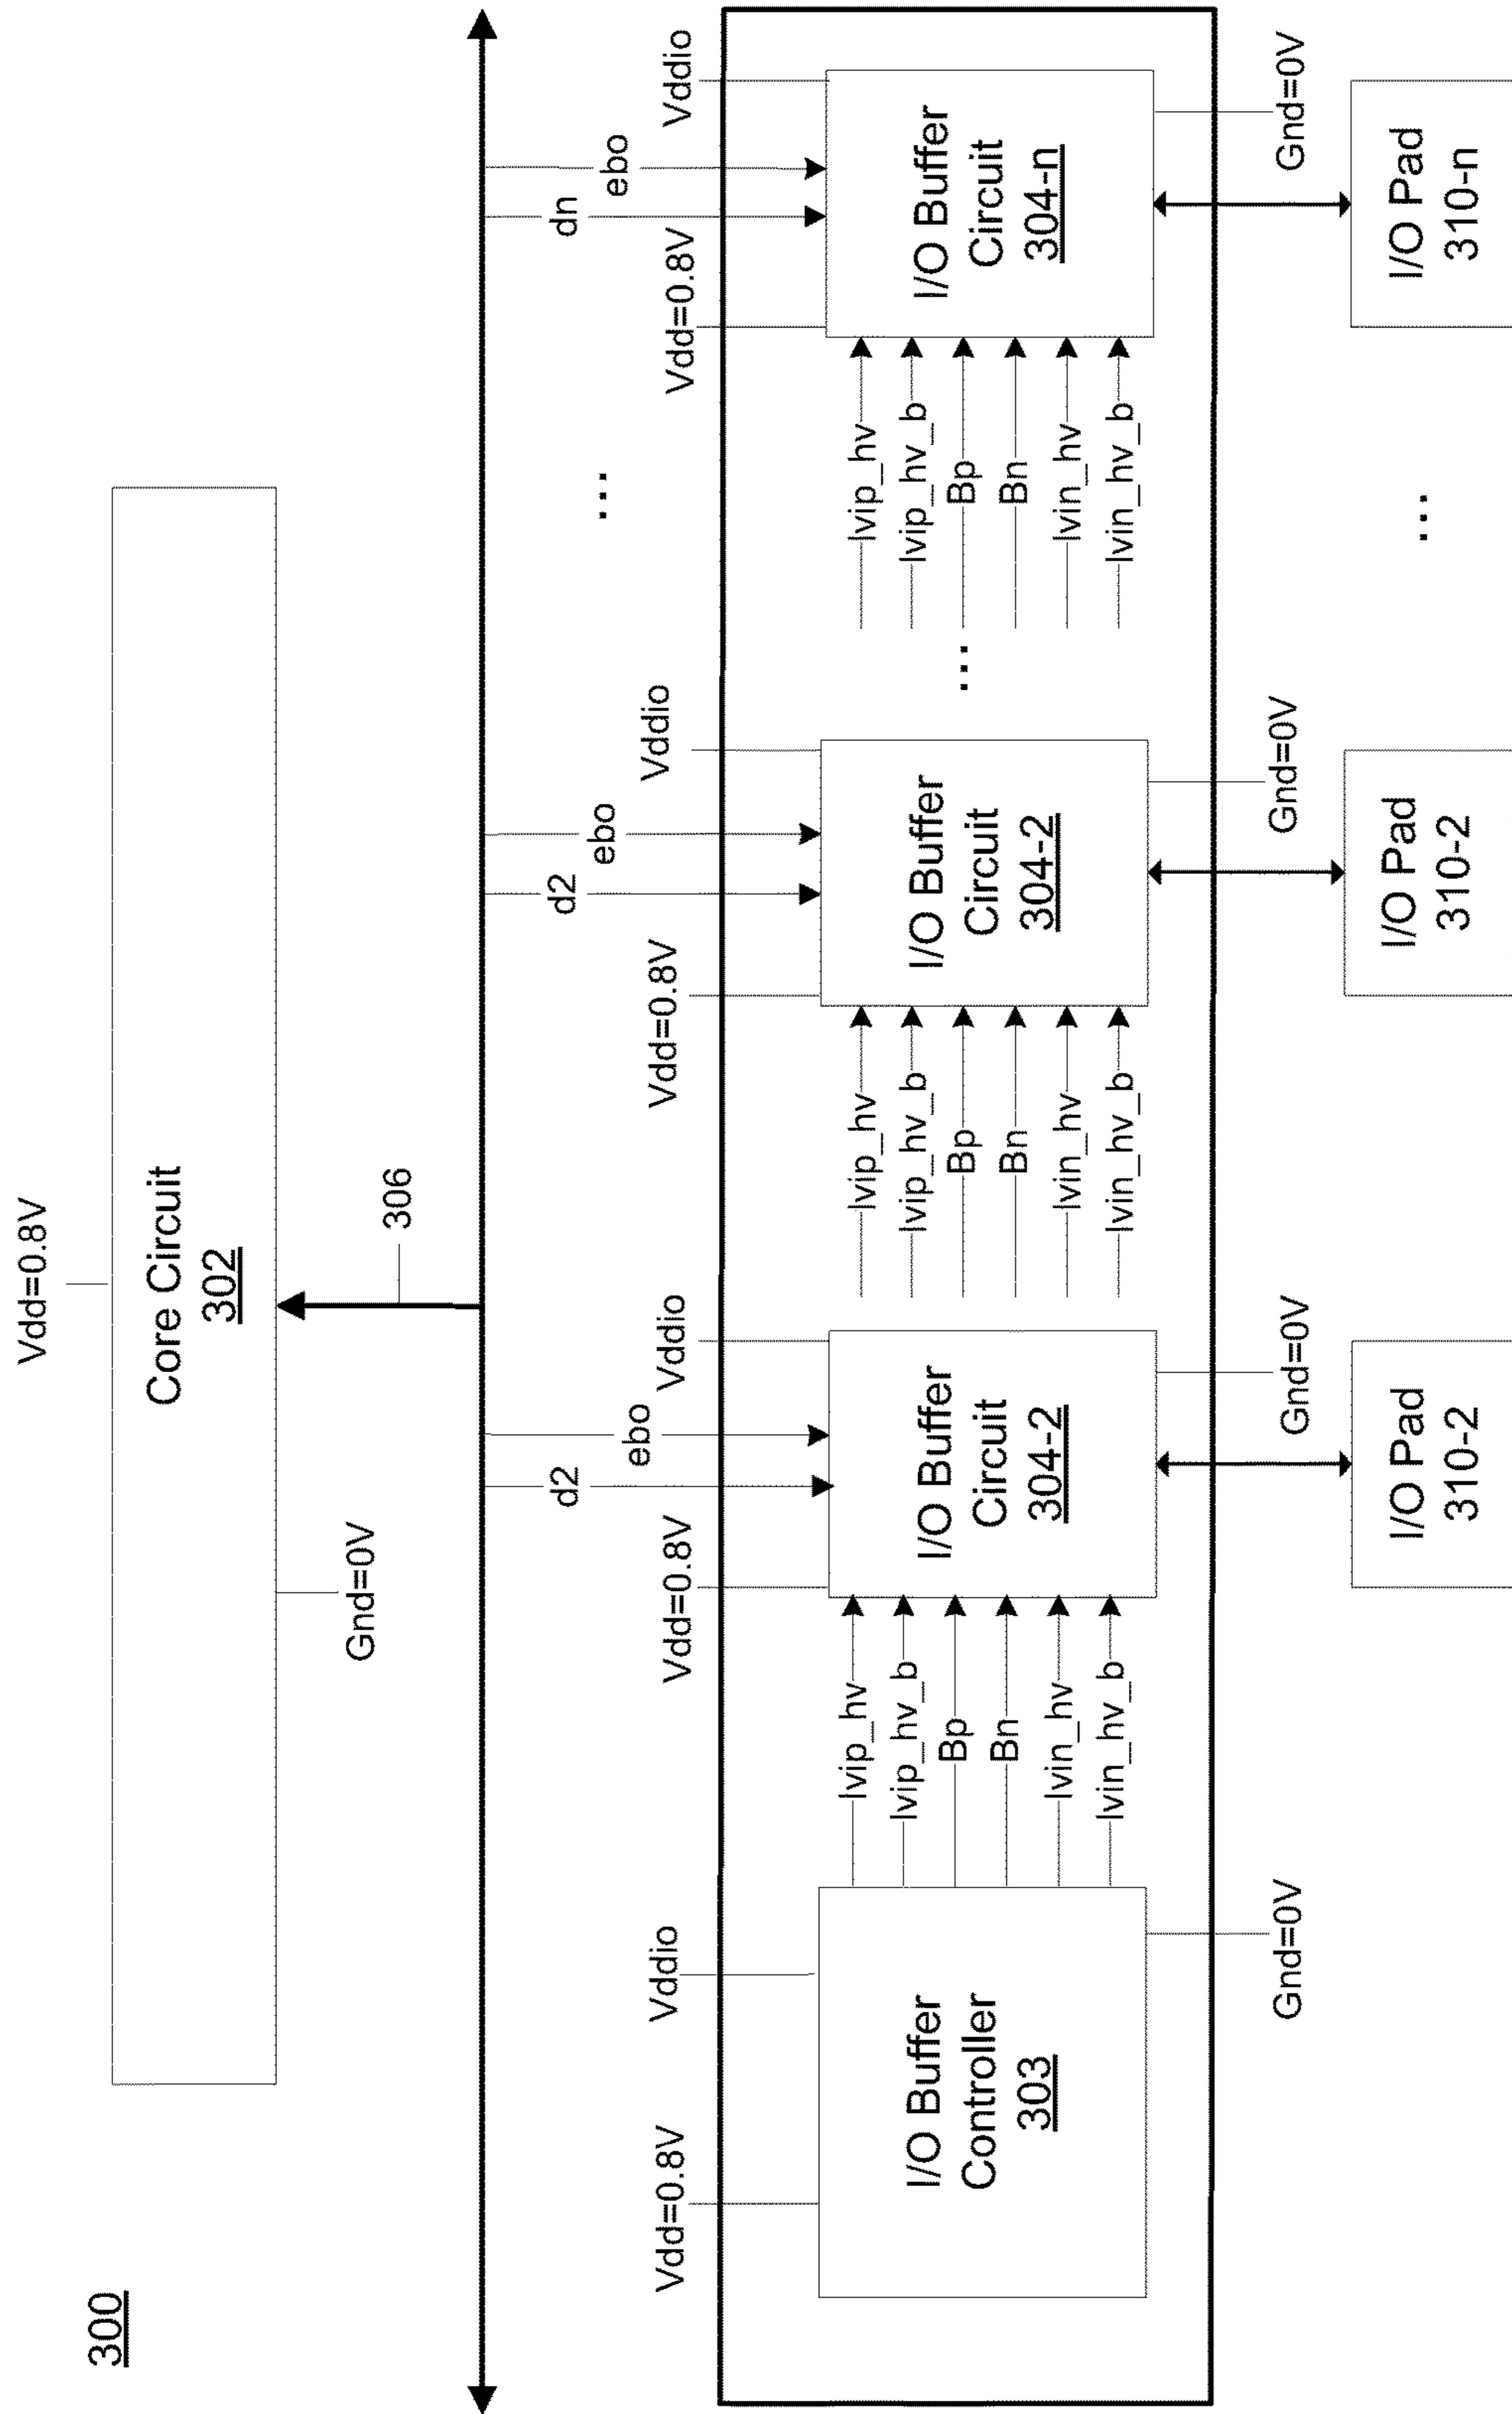 Vdd=0.8V
300
Core Circuit
302
Gnd=0V
306
d2
ebo
d2
ebo
...
dn
ebo
Vdd=0.8V
Vddio
Vdd=0.8V
Vddio
Vdd=0.8V
Vddio
Vdd=0.8V
Vddio
I/O Buffer
Controller
303
lvip_hv
lvip_hv_b
Bp
Bn
lvin_hv
lvin_hv_b
I/O Buffer
Circuit
304-2
lvip_hv
lvip_hv_b
Bp
Bn
lvin_hv
lvin_hv_b
I/O Buffer
Circuit
304-2
...
lvip_hv
lvip_hv_b
Bp
Bn
lvin_hv
lvin_hv_b
I/O Buffer
Circuit
304-n
Gnd=0V
Gnd=0V
Gnd=0V
Gnd=0V
I/O Pad
310-2
I/O Pad
310-2
...
I/O Pad
310-n